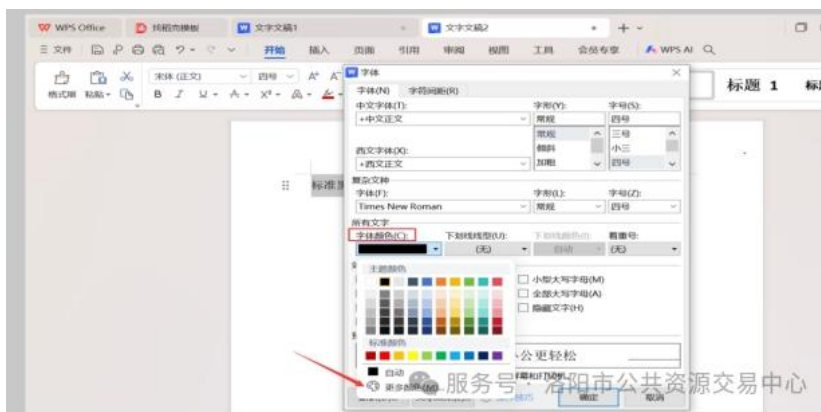 WPS Office 找稻壳模板 文字文稿1 文字文稿2
三 文件 开始 插入 页面 引用 审阅 视图 工具 会员专享 WPS AI
格式刷 粘贴 宋体 (正文) 四号 A⁺ A⁻ 标题 1 标题
B I U A X² A
字体
字体(N) 字符间距(R)
中文字体(T): 字形(Y): 字号(S):
+中文正文 常规 四号
常规 三号
倾斜 小三
西文字体(X): 加粗 四号
+西文正文
复杂文种
字体(F): 字形(L): 字号(Z):
Times New Roman 常规 四号
所有文字
字体颜色(C): 下划线线型(U): 下划线颜色(I): 着重号:
(无) 自动 (无)
标准黑
主题颜色
小型大写字母(M)
全部大写字母(A)
隐藏文字(H)
标准颜色
公更轻松
自动
更多颜色(M)...
服务号 · 洛阳市公共资源交易中心
确定 取消